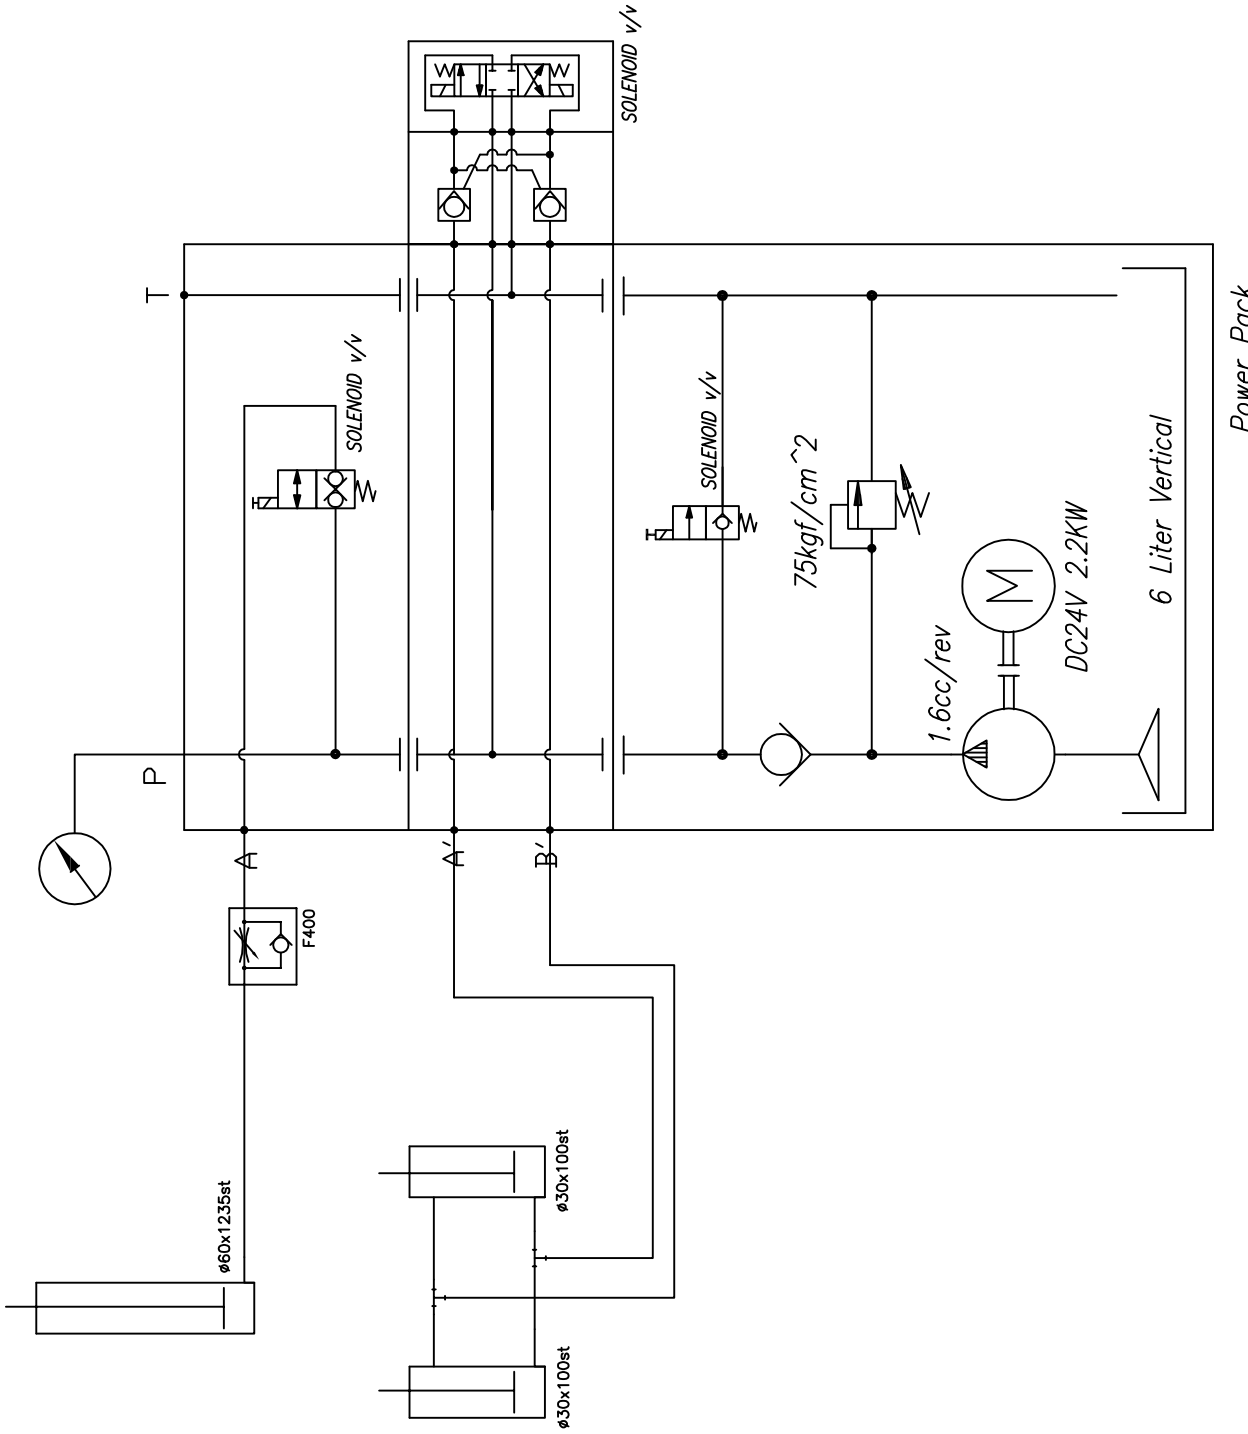 SOLENOID v/v
T
SOLENOID v/v
SOLENOID v/v
75kgf/cm^2
Power Pack
6 Liter Vertical
M
DC24V 2.2KW
1.6cc/rev
P
A
A'
B'
F400
ø60x1235st
ø30x100st
ø30x100st